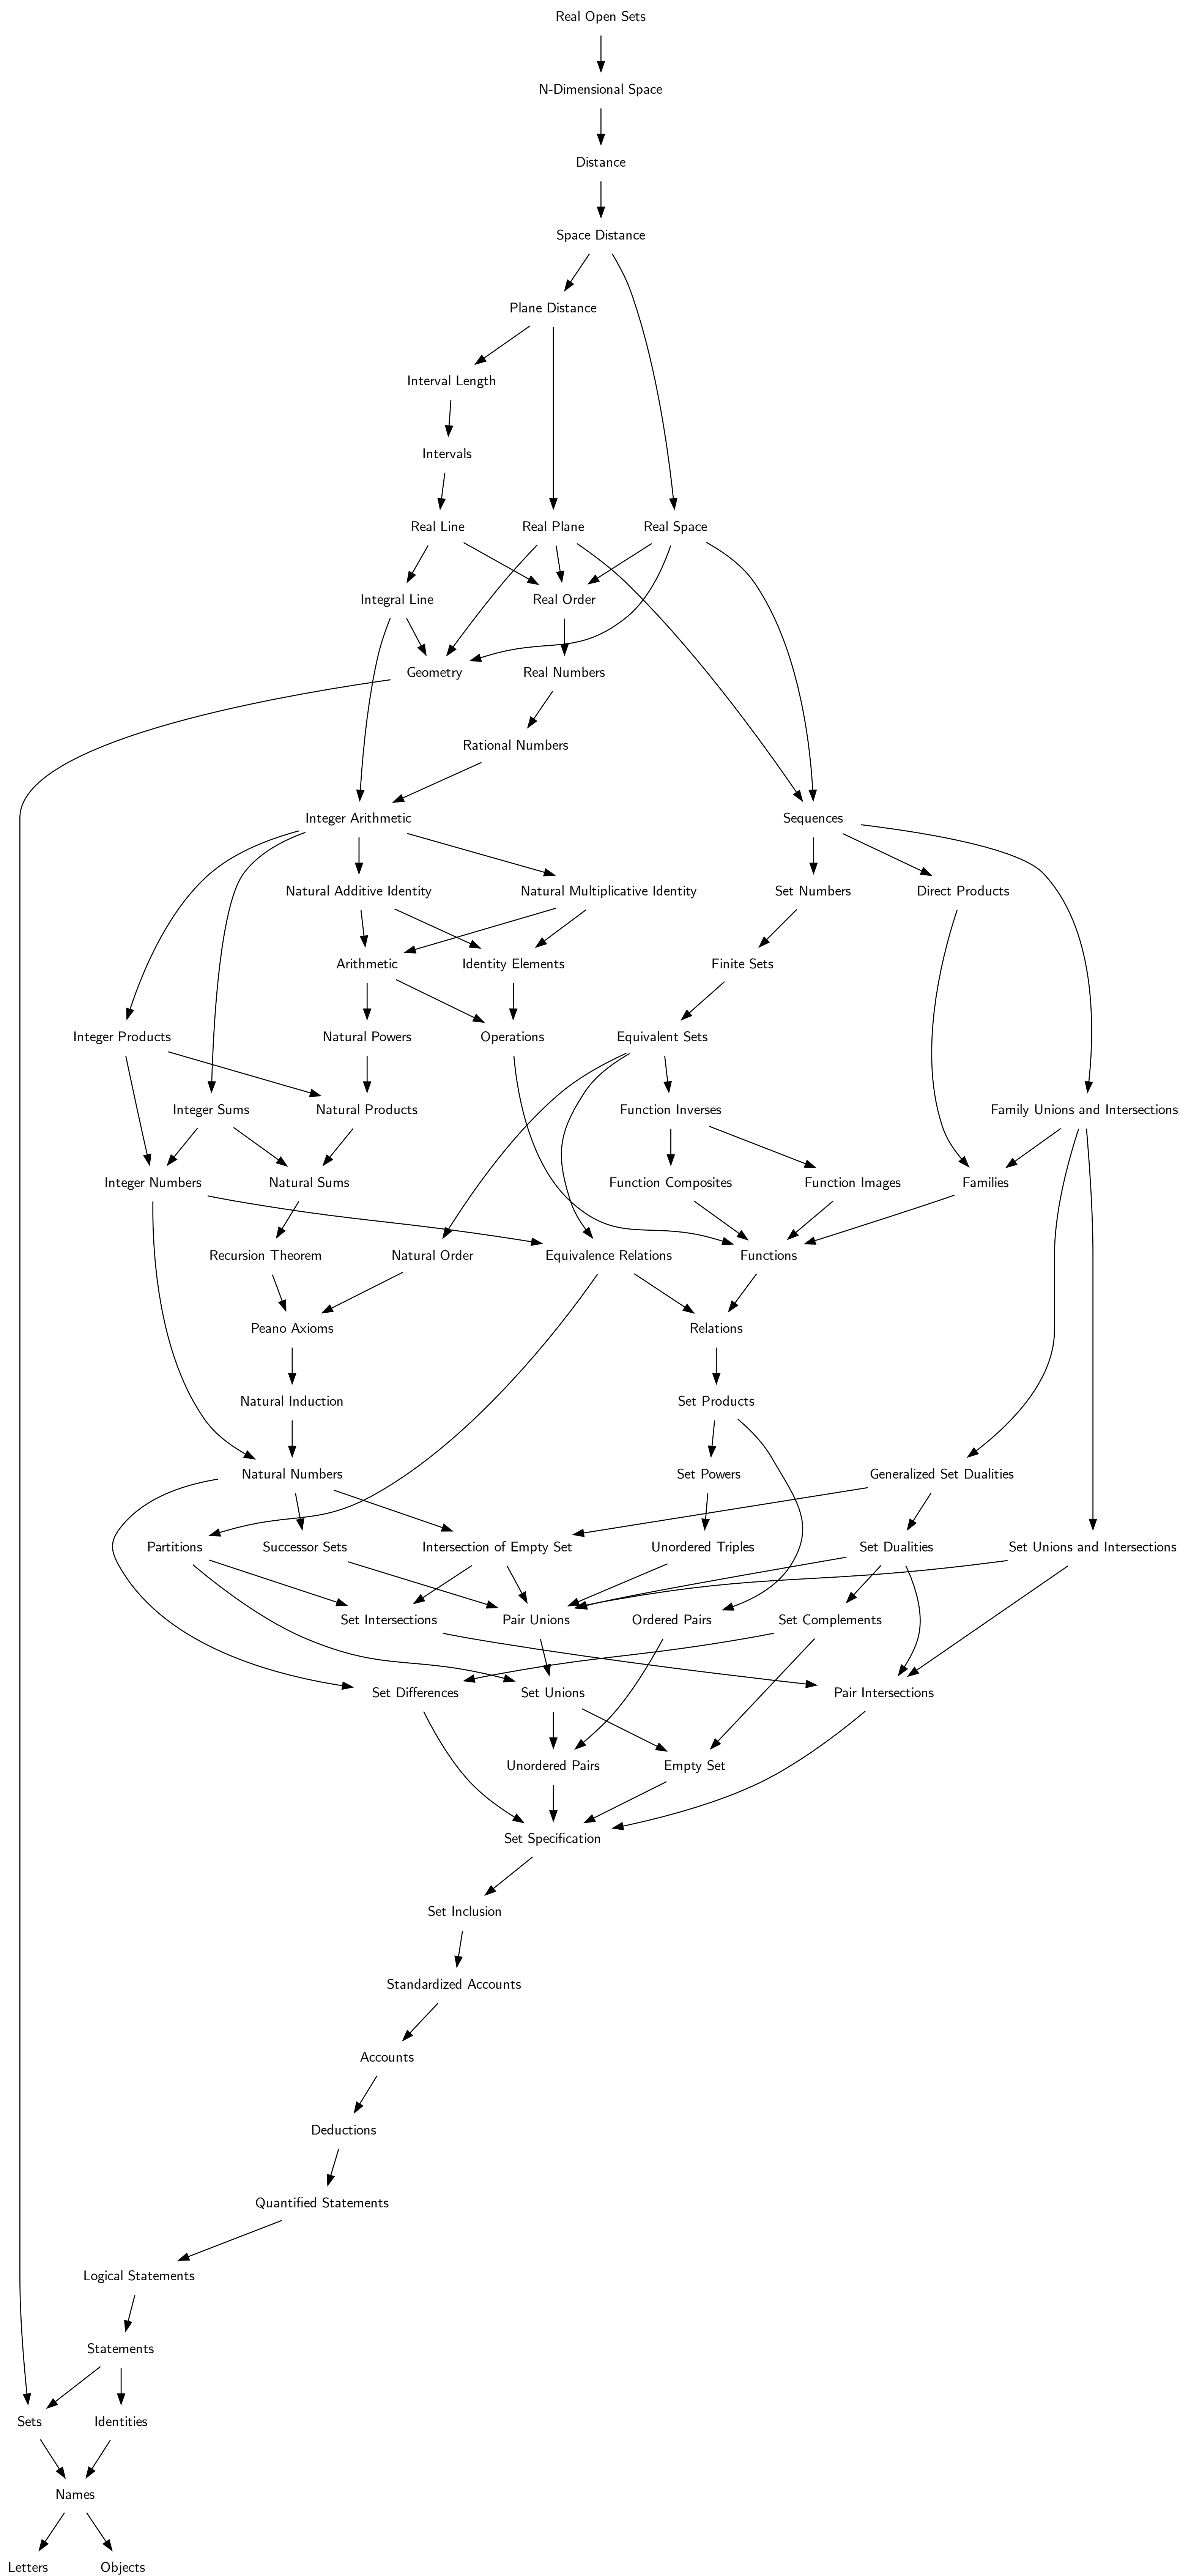 Real Open Sets
N-Dimensional Space
Distance
Space Distance
Plane Distance
Interval Length
Intervals
Real Line
Real Plane
Real Space
Integral Line
Real Order
Geometry
Real Numbers
Rational Numbers
Integer Arithmetic
Sequences
Natural Additive Identity
Natural Multiplicative Identity
Set Numbers
Direct Products
Arithmetic
Identity Elements
Finite Sets
Integer Products
Natural Powers
Operations
Equivalent Sets
Integer Sums
Natural Products
Function Inverses
Family Unions and Intersections
Integer Numbers
Natural Sums
Function Composites
Function Images
Families
Recursion Theorem
Natural Order
Equivalence Relations
Functions
Peano Axioms
Relations
Natural Induction
Set Products
Natural Numbers
Set Powers
Generalized Set Dualities
Partitions
Successor Sets
Intersection of Empty Set
Unordered Triples
Set Dualities
Set Unions and Intersections
Set Intersections
Pair Unions
Ordered Pairs
Set Complements
Set Differences
Set Unions
Pair Intersections
Unordered Pairs
Empty Set
Set Specification
Set Inclusion
Standardized Accounts
Accounts
Deductions
Quantified Statements
Logical Statements
Statements
Sets
Identities
Names
Letters
Objects